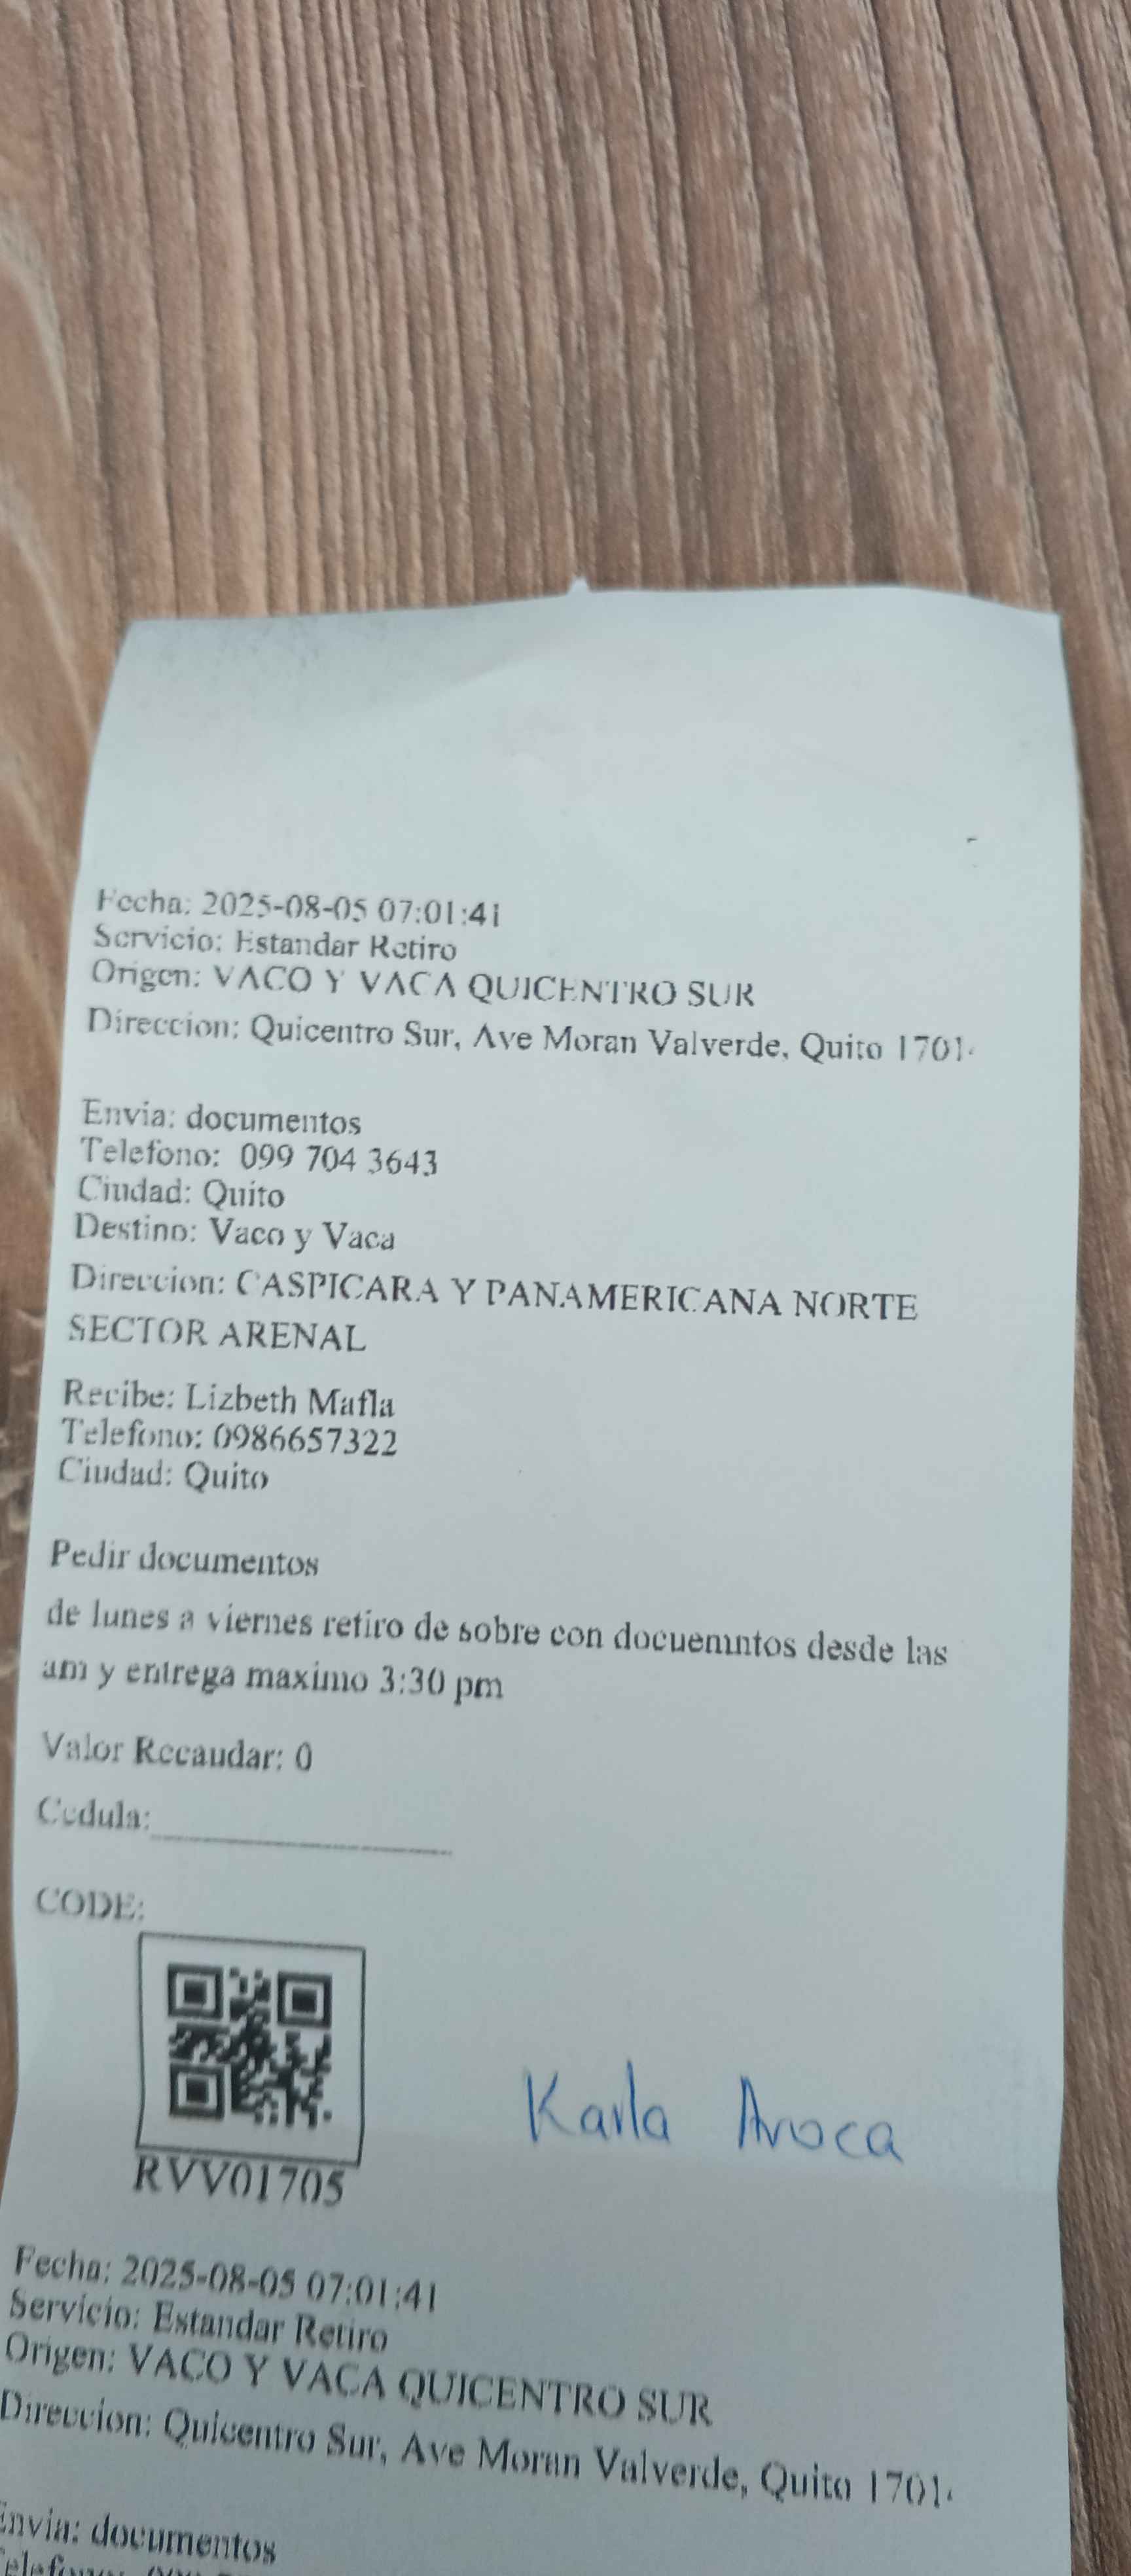 Fecha: 2025-08-05 07:01:41
Servicio: Estandar Retiro
Origen: VACO Y VACA QUICENTRO SUR
Direccion: Quicentro Sur, Ave Moran Valverde, Quito 1701
Envia: documentos
Telefono: 099 704 3643
Ciudad: Quito
Destino: Vaco y Vaca
Direccion: CASPICARA Y PANAMERICANA NORTE
SECTOR ARENAL
Recibe: Lizbeth Mafla
Telefono: 0986657322
Ciudad: Quito
Pedir documentos
de lunes a viernes retiro de sobre con docuemntos desde las
am y entrega maximo 3:30 pm
Valor Recaudar: 0
Cedula:
CODE:
Karla Aroca
RVV01705
Fecha: 2025-08-05 07:01:41
Servicio: Estandar Retiro
Origen: VACO Y VACA QUICENTRO SUR
Direccion: Quicentro Sur, Ave Moran Valverde, Quito 1701
Envia: documentos